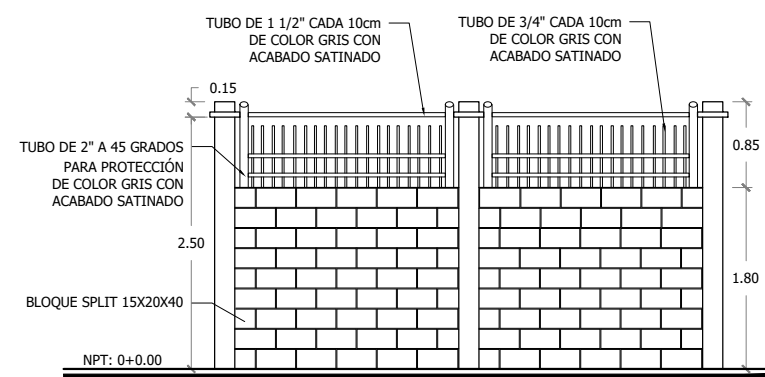 TUBO DE 1 1/2" CADA 10cm
DE COLOR GRIS CON
ACABADO SATINADO
TUBO DE 3/4" CADA 10cm
DE COLOR GRIS CON
ACABADO SATINADO
0.15
TUBO DE 2" A 45 GRADOS
PARA PROTECCIÓN
DE COLOR GRIS CON
ACABADO SATINADO
0.85
2.50
1.80
BLOQUE SPLIT 15X20X40
NPT: 0+0.00